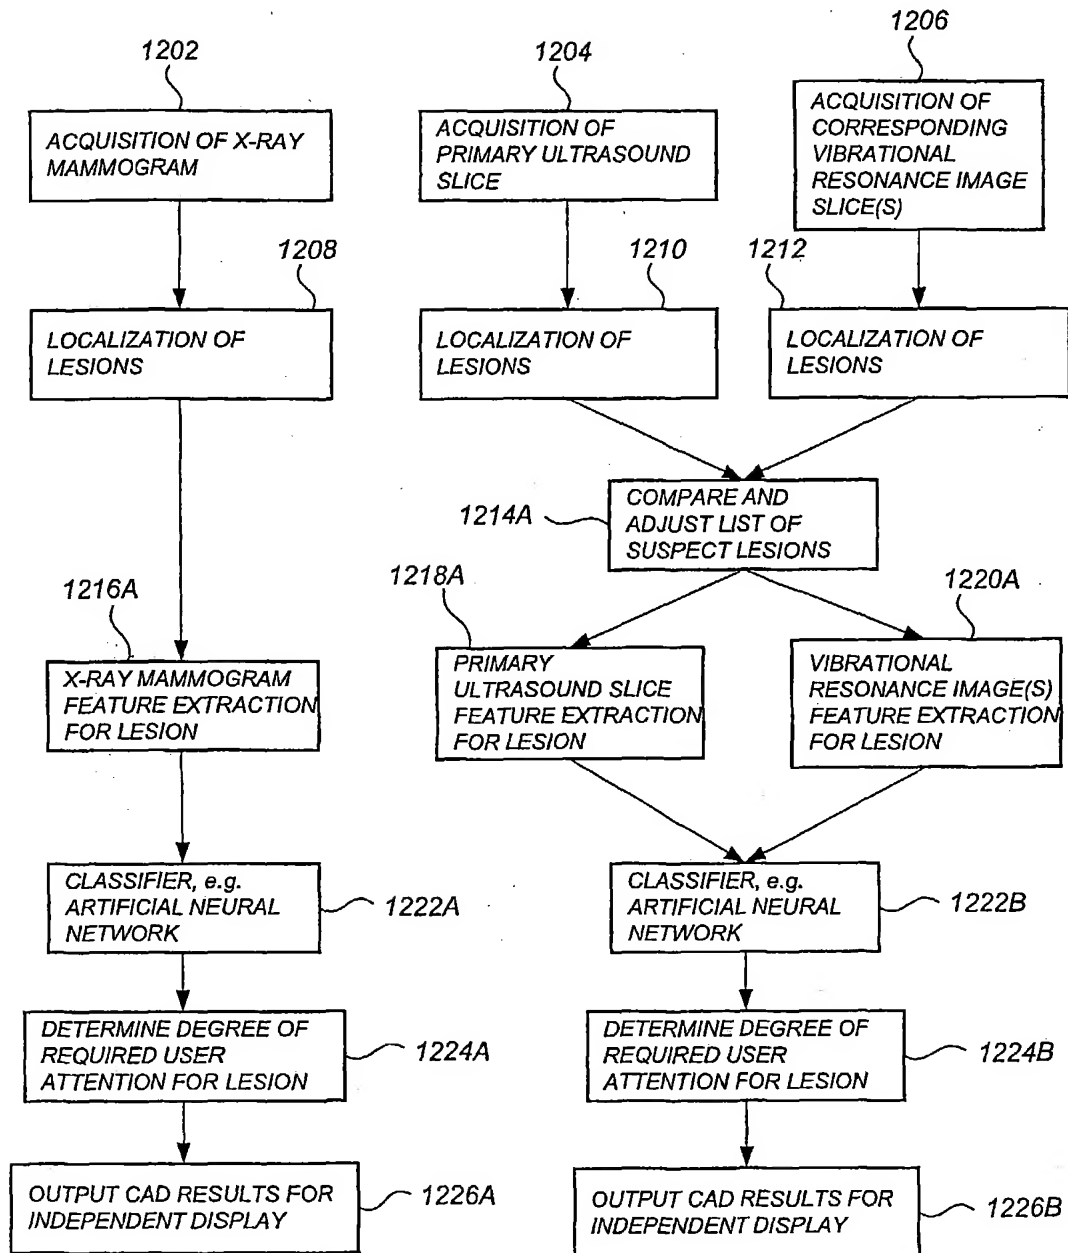 1202
1204
1206
ACQUISITION OF X-RAY
MAMMOGRAM
ACQUISITION OF
PRIMARY ULTRASOUND
SLICE
ACQUISITION OF
CORRESPONDING
VIBRATIONAL
RESONANCE IMAGE
SLICE(S)
1208
1210
1212
LOCALIZATION OF
LESIONS
LOCALIZATION OF
LESIONS
LOCALIZATION OF
LESIONS
1214A
COMPARE AND
ADJUST LIST OF
SUSPECT LESIONS
1216A
1218A
1220A
X-RAY MAMMOGRAM
FEATURE EXTRACTION
FOR LESION
PRIMARY
ULTRASOUND SLICE
FEATURE EXTRACTION
FOR LESION
VIBRATIONAL
RESONANCE IMAGE(S)
FEATURE EXTRACTION
FOR LESION
CLASSIFIER, e.g.
ARTIFICIAL NEURAL
NETWORK
1222A
CLASSIFIER, e.g.
ARTIFICIAL NEURAL
NETWORK
1222B
DETERMINE DEGREE OF
REQUIRED USER
ATTENTION FOR LESION
1224A
DETERMINE DEGREE OF
REQUIRED USER
ATTENTION FOR LESION
1224B
OUTPUT CAD RESULTS FOR
INDEPENDENT DISPLAY
1226A
OUTPUT CAD RESULTS FOR
INDEPENDENT DISPLAY
1226B